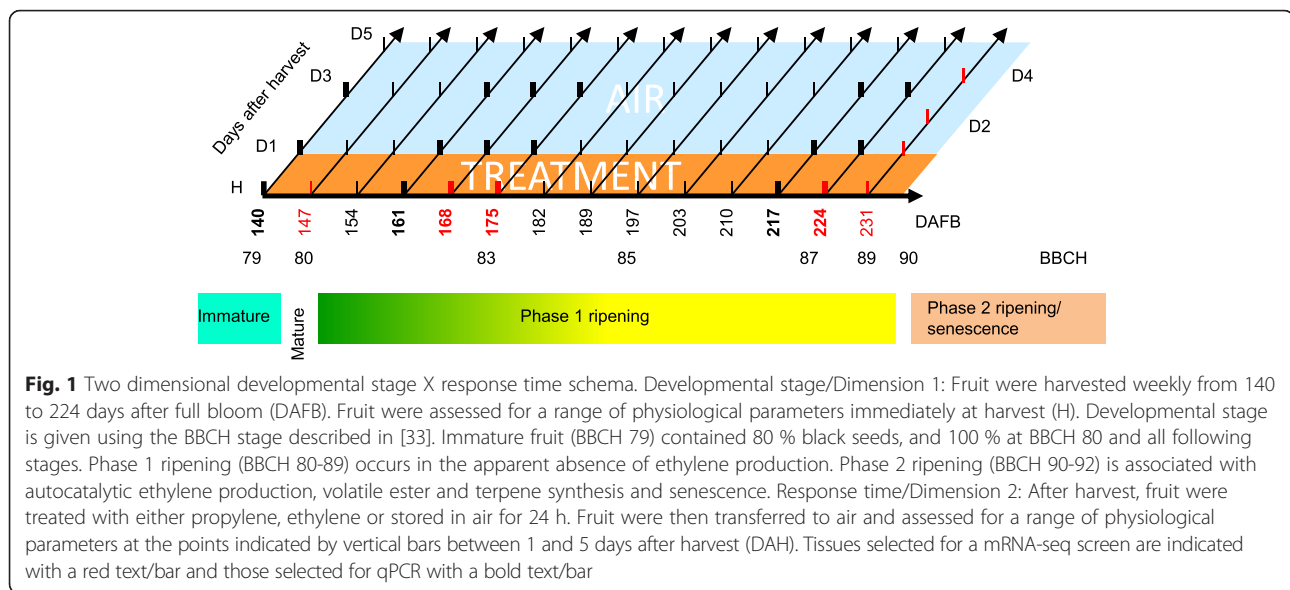 D5
D3
D4
Days after harvest
AIR
D2
D1
TREATMENT
H
DAFB
140 147 154 161 168 175 182 189 197 203 210 217 224 231
79 80 83 85 87 89 90 BBCH
Immature
Mature
Phase 1 ripening
Phase 2 ripening/
senescence
Fig. 1 Two dimensional developmental stage X response time schema. Developmental stage/Dimension 1: Fruit were harvested weekly from 140
to 224 days after full bloom (DAFB). Fruit were assessed for a range of physiological parameters immediately at harvest (H). Developmental stage
is given using the BBCH stage described in [33]. Immature fruit (BBCH 79) contained 80 % black seeds, and 100 % at BBCH 80 and all following
stages. Phase 1 ripening (BBCH 80-89) occurs in the apparent absence of ethylene production. Phase 2 ripening (BBCH 90-92) is associated with
autocatalytic ethylene production, volatile ester and terpene synthesis and senescence. Response time/Dimension 2: After harvest, fruit were
treated with either propylene, ethylene or stored in air for 24 h. Fruit were then transferred to air and assessed for a range of physiological
parameters at the points indicated by vertical bars between 1 and 5 days after harvest (DAH). Tissues selected for a mRNA-seq screen are indicated
with a red text/bar and those selected for qPCR with a bold text/bar